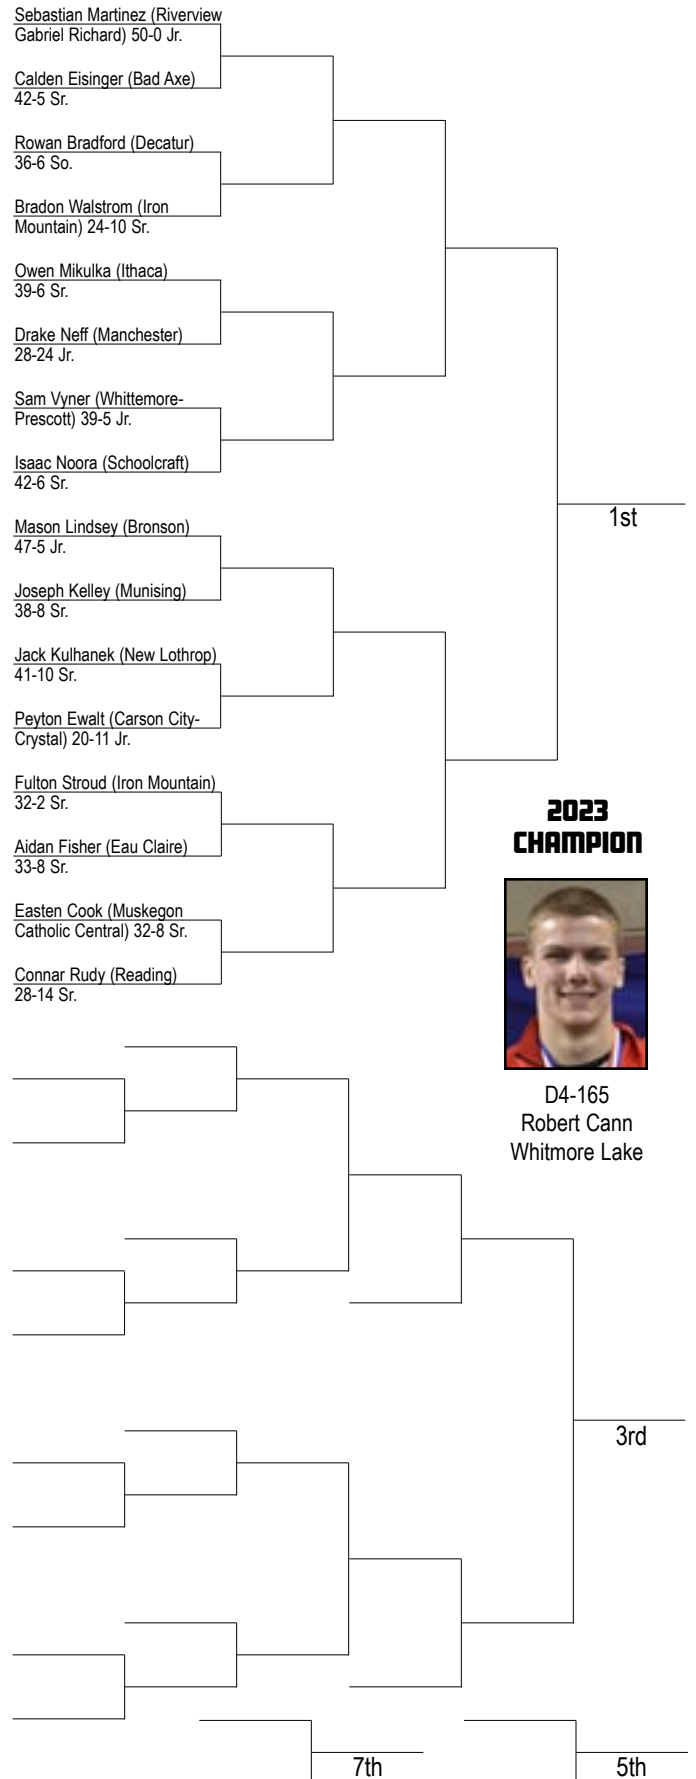 Sebastian Martinez (Riverview
Gabriel Richard) 50-0 Jr.
Calden Eisinger (Bad Axe)
42-5 Sr.
Rowan Bradford (Decatur)
36-6 So.
Bradon Walstrom (Iron
Mountain) 24-10 Sr.
Owen Mikulka (Ithaca)
39-6 Sr.
Drake Neff (Manchester)
28-24 Jr.
Sam Vyner (Whittemore-
Prescott) 39-5 Jr.
Isaac Noora (Schoolcraft)
42-6 Sr.
Mason Lindsey (Bronson)
47-5 Jr.
Joseph Kelley (Munising)
38-8 Sr.
Jack Kulhanek (New Lothrop)
41-10 Sr.
Peyton Ewalt (Carson City-
Crystal) 20-11 Jr.
Fulton Stroud (Iron Mountain)
32-2 Sr.
Aidan Fisher (Eau Claire)
33-8 Sr.
Easten Cook (Muskegon
Catholic Central) 32-8 Sr.
Connar Rudy (Reading)
28-14 Sr.
1st
2023
CHAMPION
D4-165
Robert Cann
Whitmore Lake
3rd
7th
5th